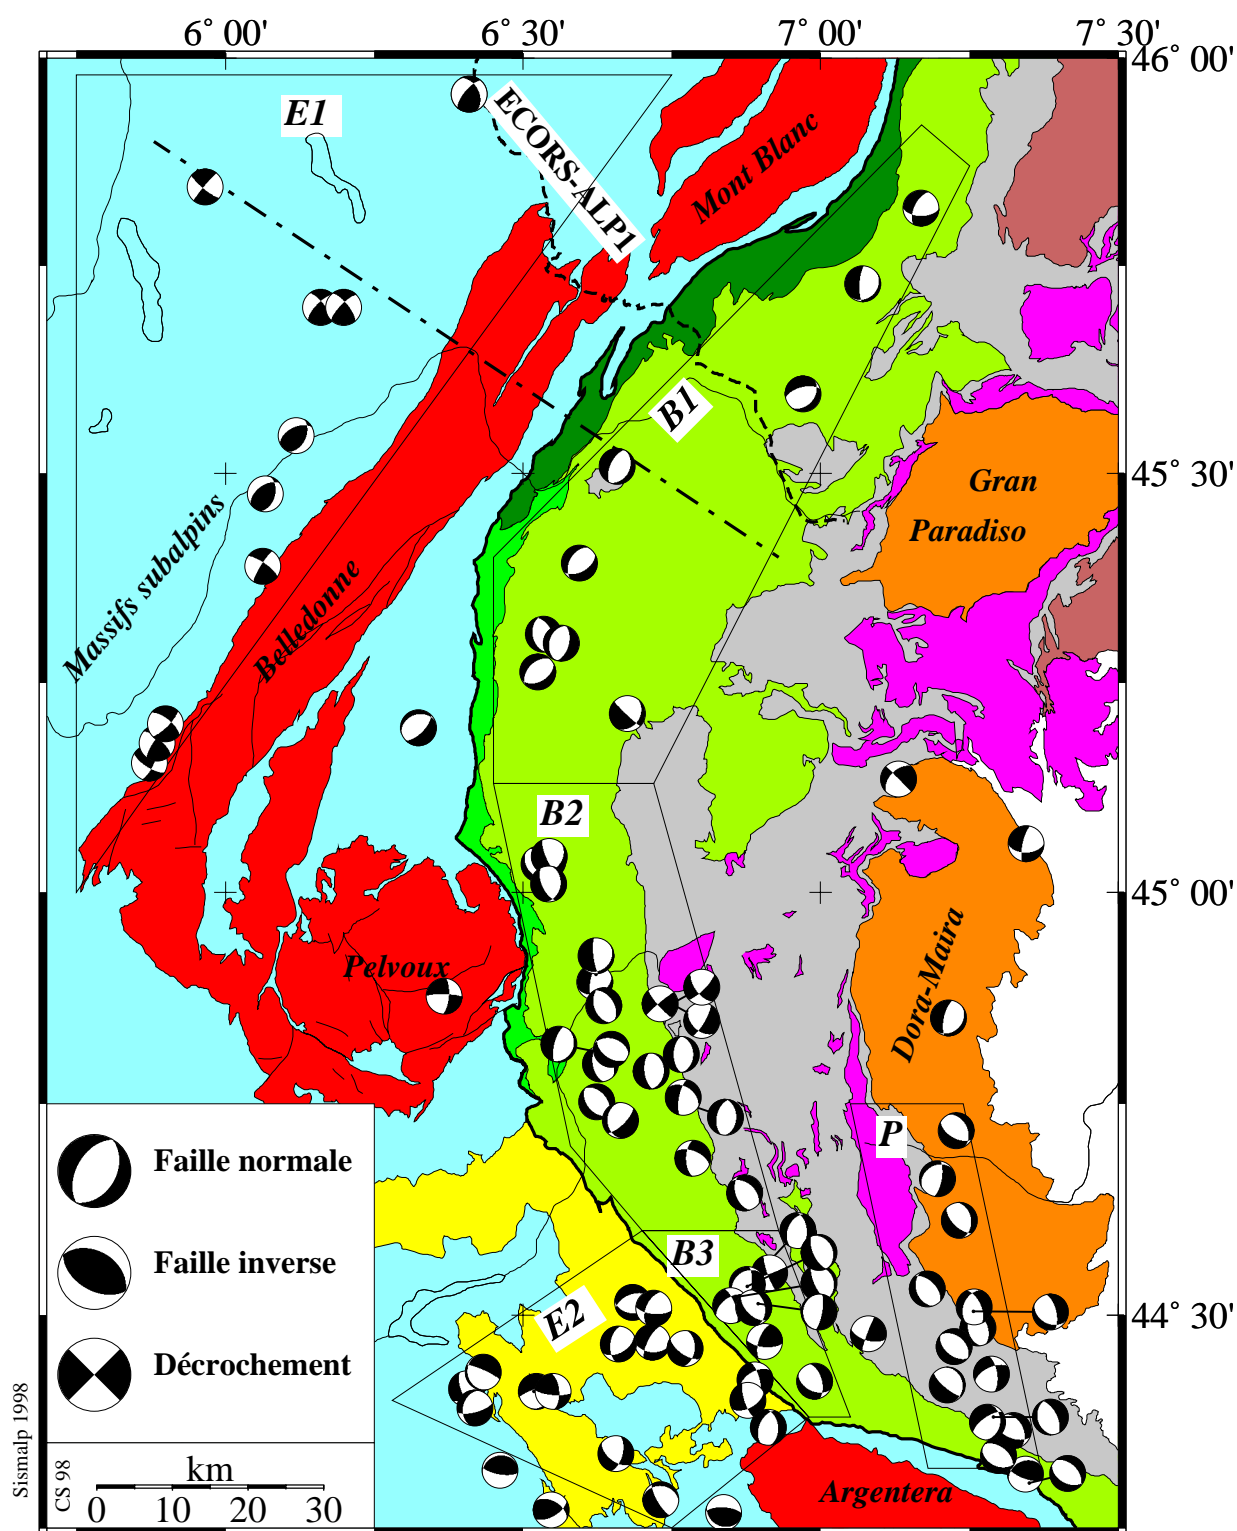 6° 00'
6° 30'
7° 00'
7° 30'
46° 00'
E1
ECORS-ALP1
Mont Blanc
B1
45° 30'
Gran
Paradiso
Massifs subalpins
Belledonne
B2
45° 00'
Pelvoux
Dora-Maira
P
B3
E2
44° 30'
Faille normale
Faille inverse
Décrochement
km
0 10 20 30
Argentera
Sismalp 1998
CS 98